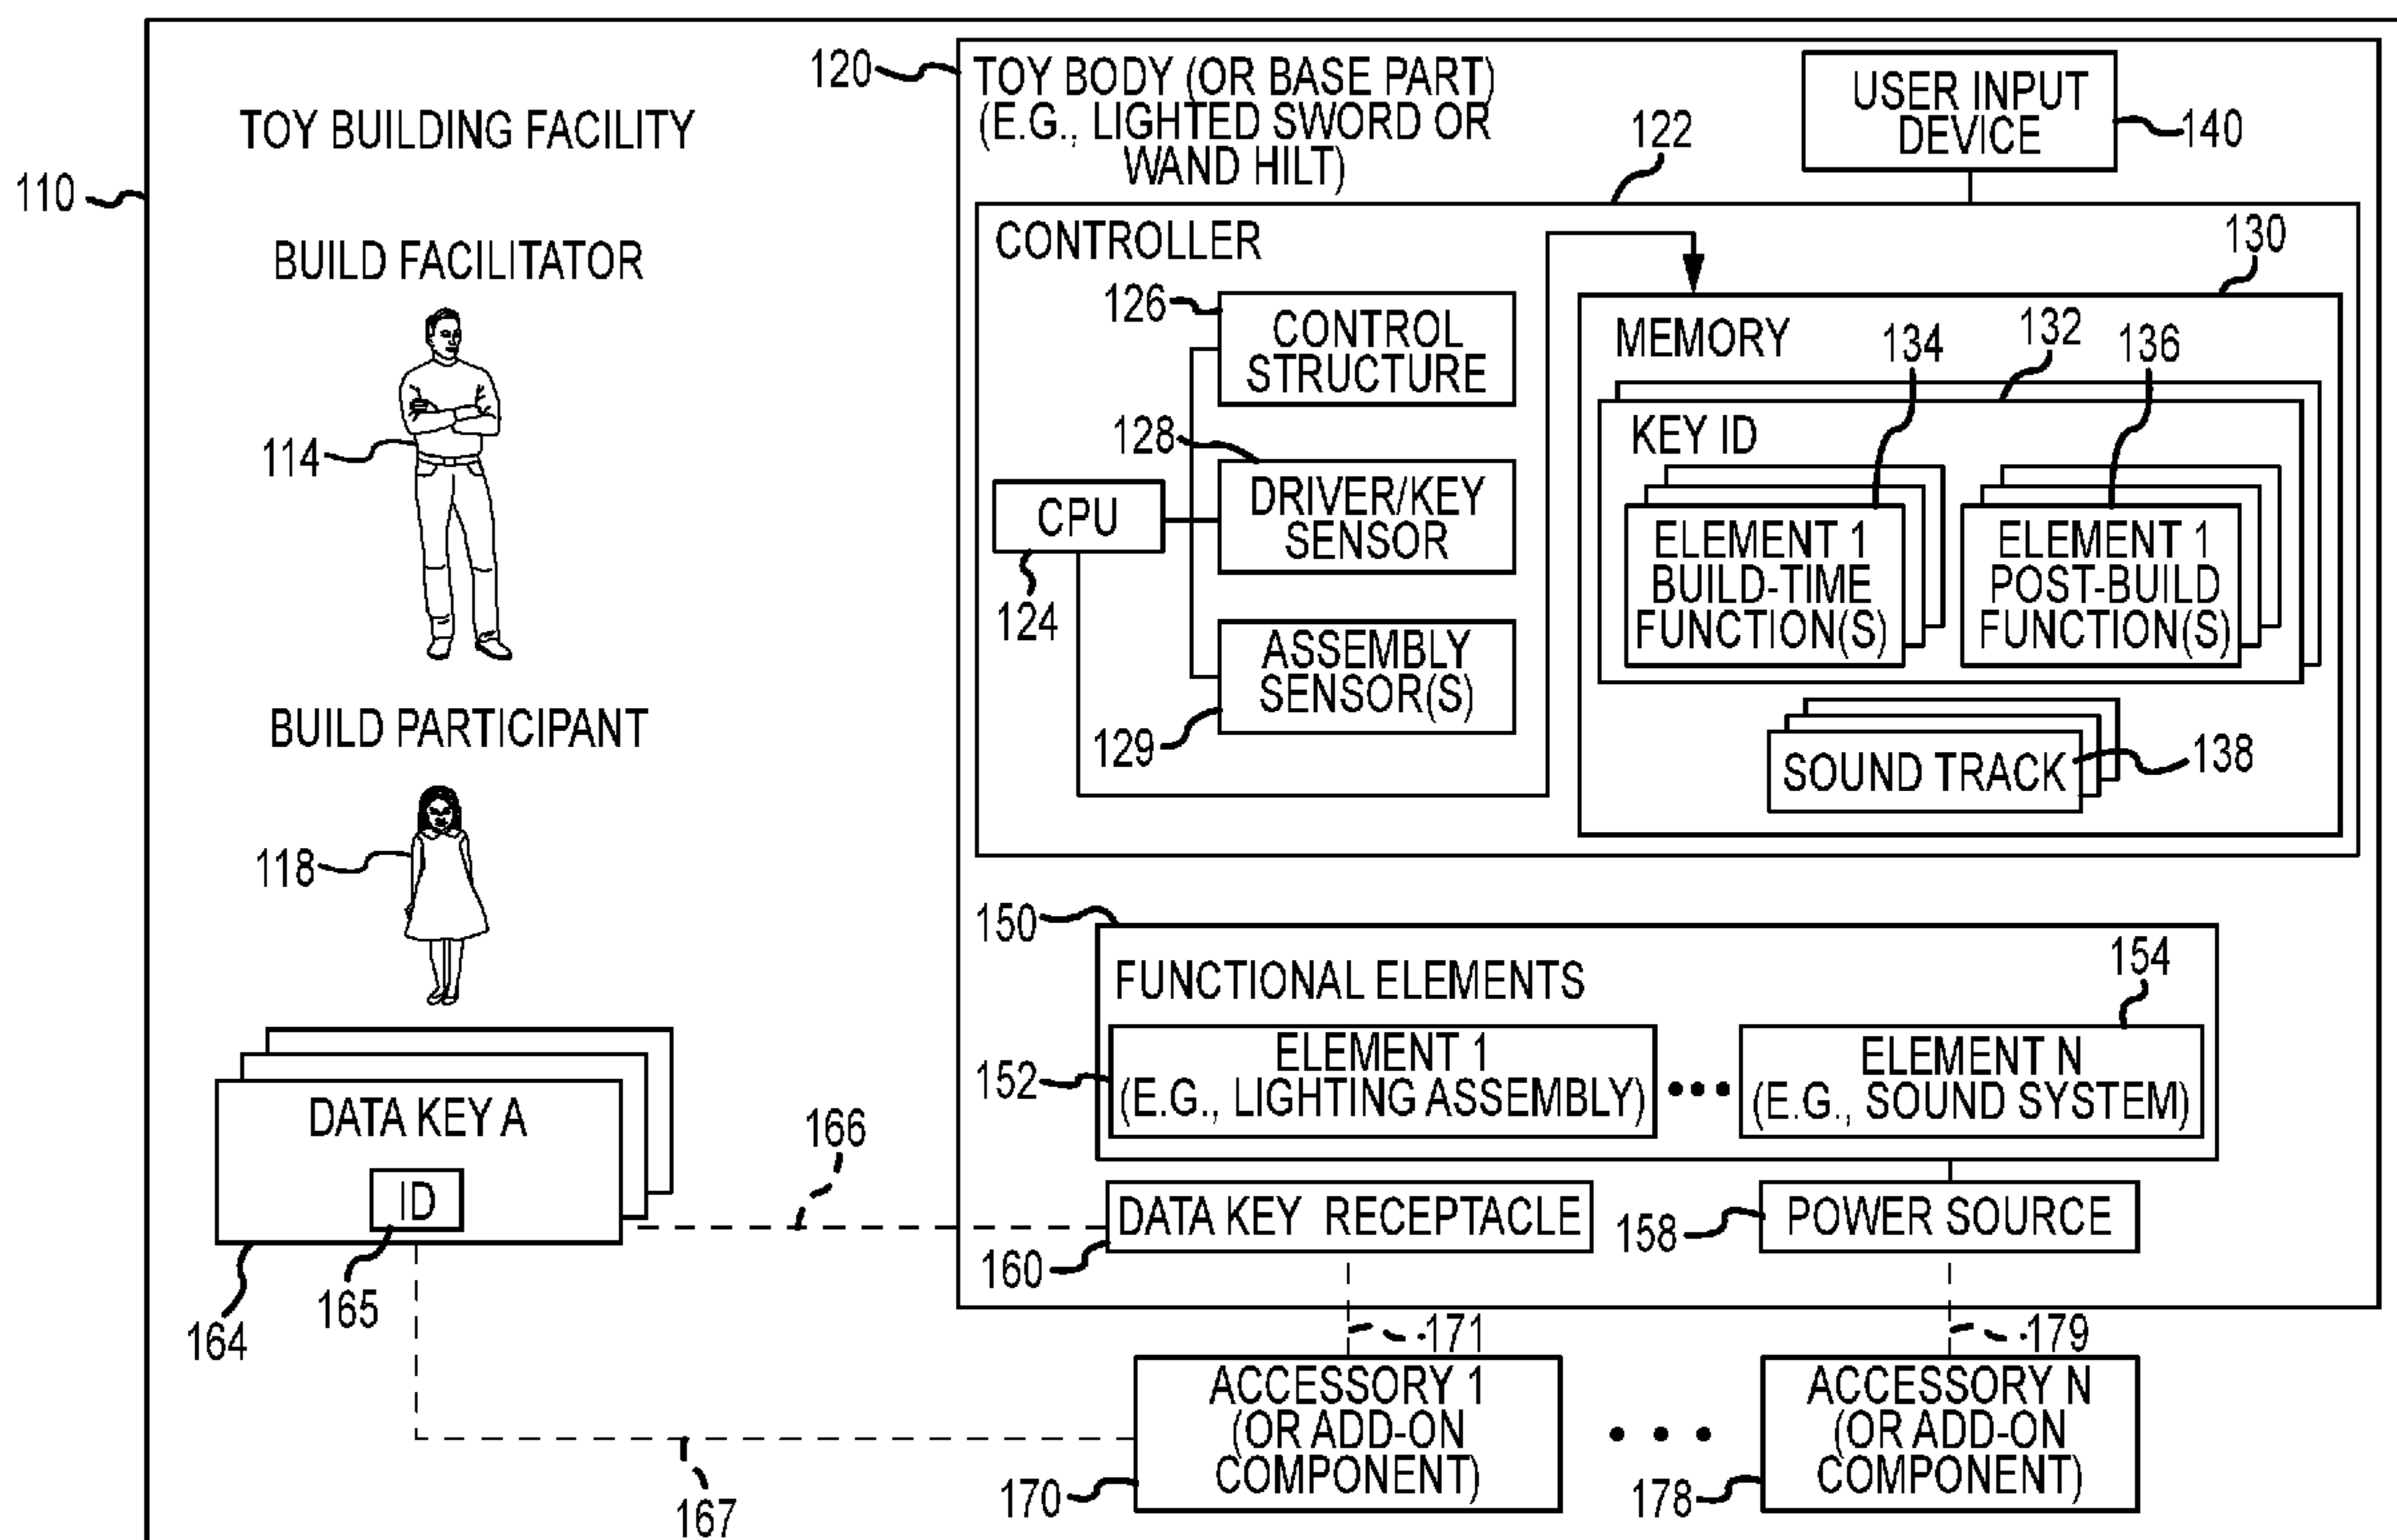 120
TOY BODY (OR BASE PART)
(E.G., LIGHTED SWORD OR
WAND HILT)
USER INPUT
DEVICE
140
TOY BUILDING FACILITY
110
122
BUILD FACILITATOR
114
CONTROLLER
130
126
CONTROL
STRUCTURE
MEMORY
134
132
136
128
DRIVER/KEY
SENSOR
KEY ID
CPU
124
ELEMENT 1
BUILD-TIME
FUNCTION(S)
ELEMENT 1
POST-BUILD
FUNCTION(S)
ASSEMBLY
SENSOR(S)
129
SOUND TRACK
138
BUILD PARTICIPANT
118
150
FUNCTIONAL ELEMENTS
154
152
ELEMENT 1
(E.G., LIGHTING ASSEMBLY)
•••
ELEMENT N
(E.G., SOUND SYSTEM)
DATA KEY A
ID
164
165
166
DATA KEY RECEPTACLE
160
158
POWER SOURCE
171
179
167
ACCESSORY 1
(OR ADD-ON
COMPONENT)
170
• • •
ACCESSORY N
(OR ADD-ON
COMPONENT)
178